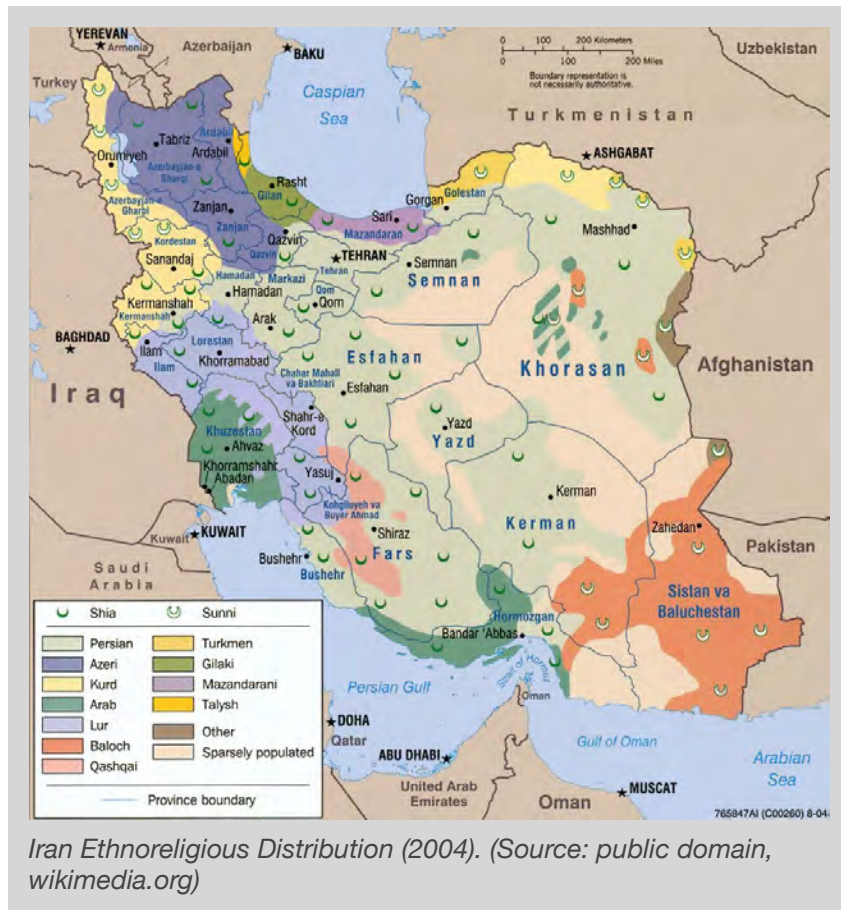 YEREVAN
Armenia
Azerbaijan
BAKU
Turkey
Caspian
Sea
100 200 Kilometers
0
0 100 200 Miles
Boundary representation is
not necessarily authoritative.
Uzbekistan
Turkmenistan
ASHGABAT
Tabriz
Ardabil
Ardabil
Orumiyeh
Azerbayjan-e
Sharqi
Azerbayjan-e
Gharbi
Rasht
Gilan
Zanjan
Zanjan
Golestan
Gorgan
Sari
Mazandaran
Mashhad
Kordestan
Qazvin
Qazvin
TEHRAN
Tehran
Semnan
Semnan
Sanandaj
Hamadan
Markazi
Hamadan
Qom
Qom
Kermanshah
Kermanshah
Arak
BAGHDAD
Ilam
Ilam
Lorestan
Khorramabad
Esfahan
Khorasan
Afghanistan
Iraq
Chahar Mahall
va Bakhtiari
Esfahan
Shahr-e
Kord
Yazd
Yazd
Khuzestan
Ahvaz
Khorramshahr
Abadan
Yasuj
Kohgiluyeh va
Buyer Ahmad
Kerman
Kerman
Zahedan
Kuwait
KUWAIT
Shiraz
Fars
Pakistan
Saudi
Arabia
Bushehr
Bushehr
Sistan va
Baluchestan
Hormozgan
Bandar 'Abbas
Strait of Hormuz
Oman
Persian Gulf
DOHA
Qatar
ABU DHABI
United Arab
Emirates
Gulf of Oman
Oman
MUSCAT
Arabian
Sea
Shia Sunni
Persian Turkmen
Azeri Gilaki
Kurd Mazandarani
Arab Talysh
Lur Other
Baloch Sparsely populated
Qashqai
Province boundary
765847AI (C00260) 8-04
Iran Ethnoreligious Distribution (2004). (Source: public domain,
wikimedia.org)